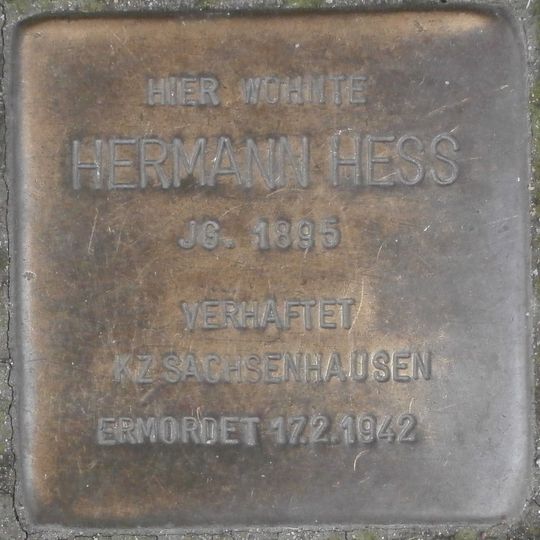 HIER WOHNTE
HERMANN HESS
JG. 1895
VERHAFTET
KZ SACHSENHAUSEN
ERMORDET 17.2.1942